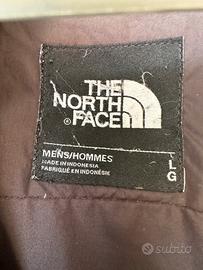 THE
NORTH
FACE
®
MENS/HOMMES
MADE IN INDONESIA
FABRIQUÉ EN INDONÉSIE
L
G
subito